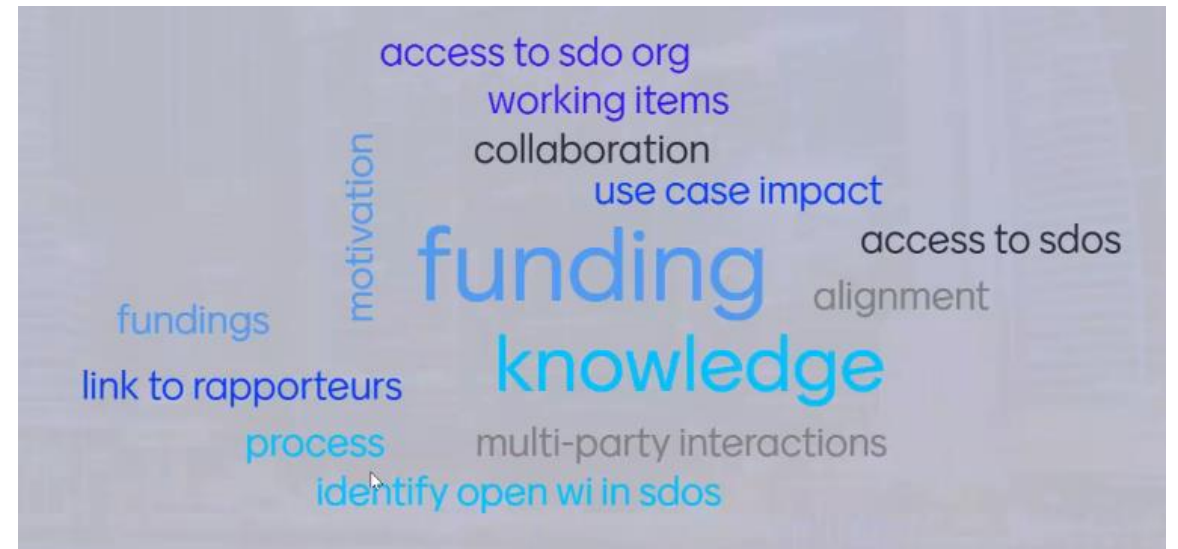 access to sdo org
working items
collaboration
motivation
use case impact
funding
access to sdos
alignment
fundings
knowledge
link to rapporteurs
process
multi-party interactions
identify open wi in sdos